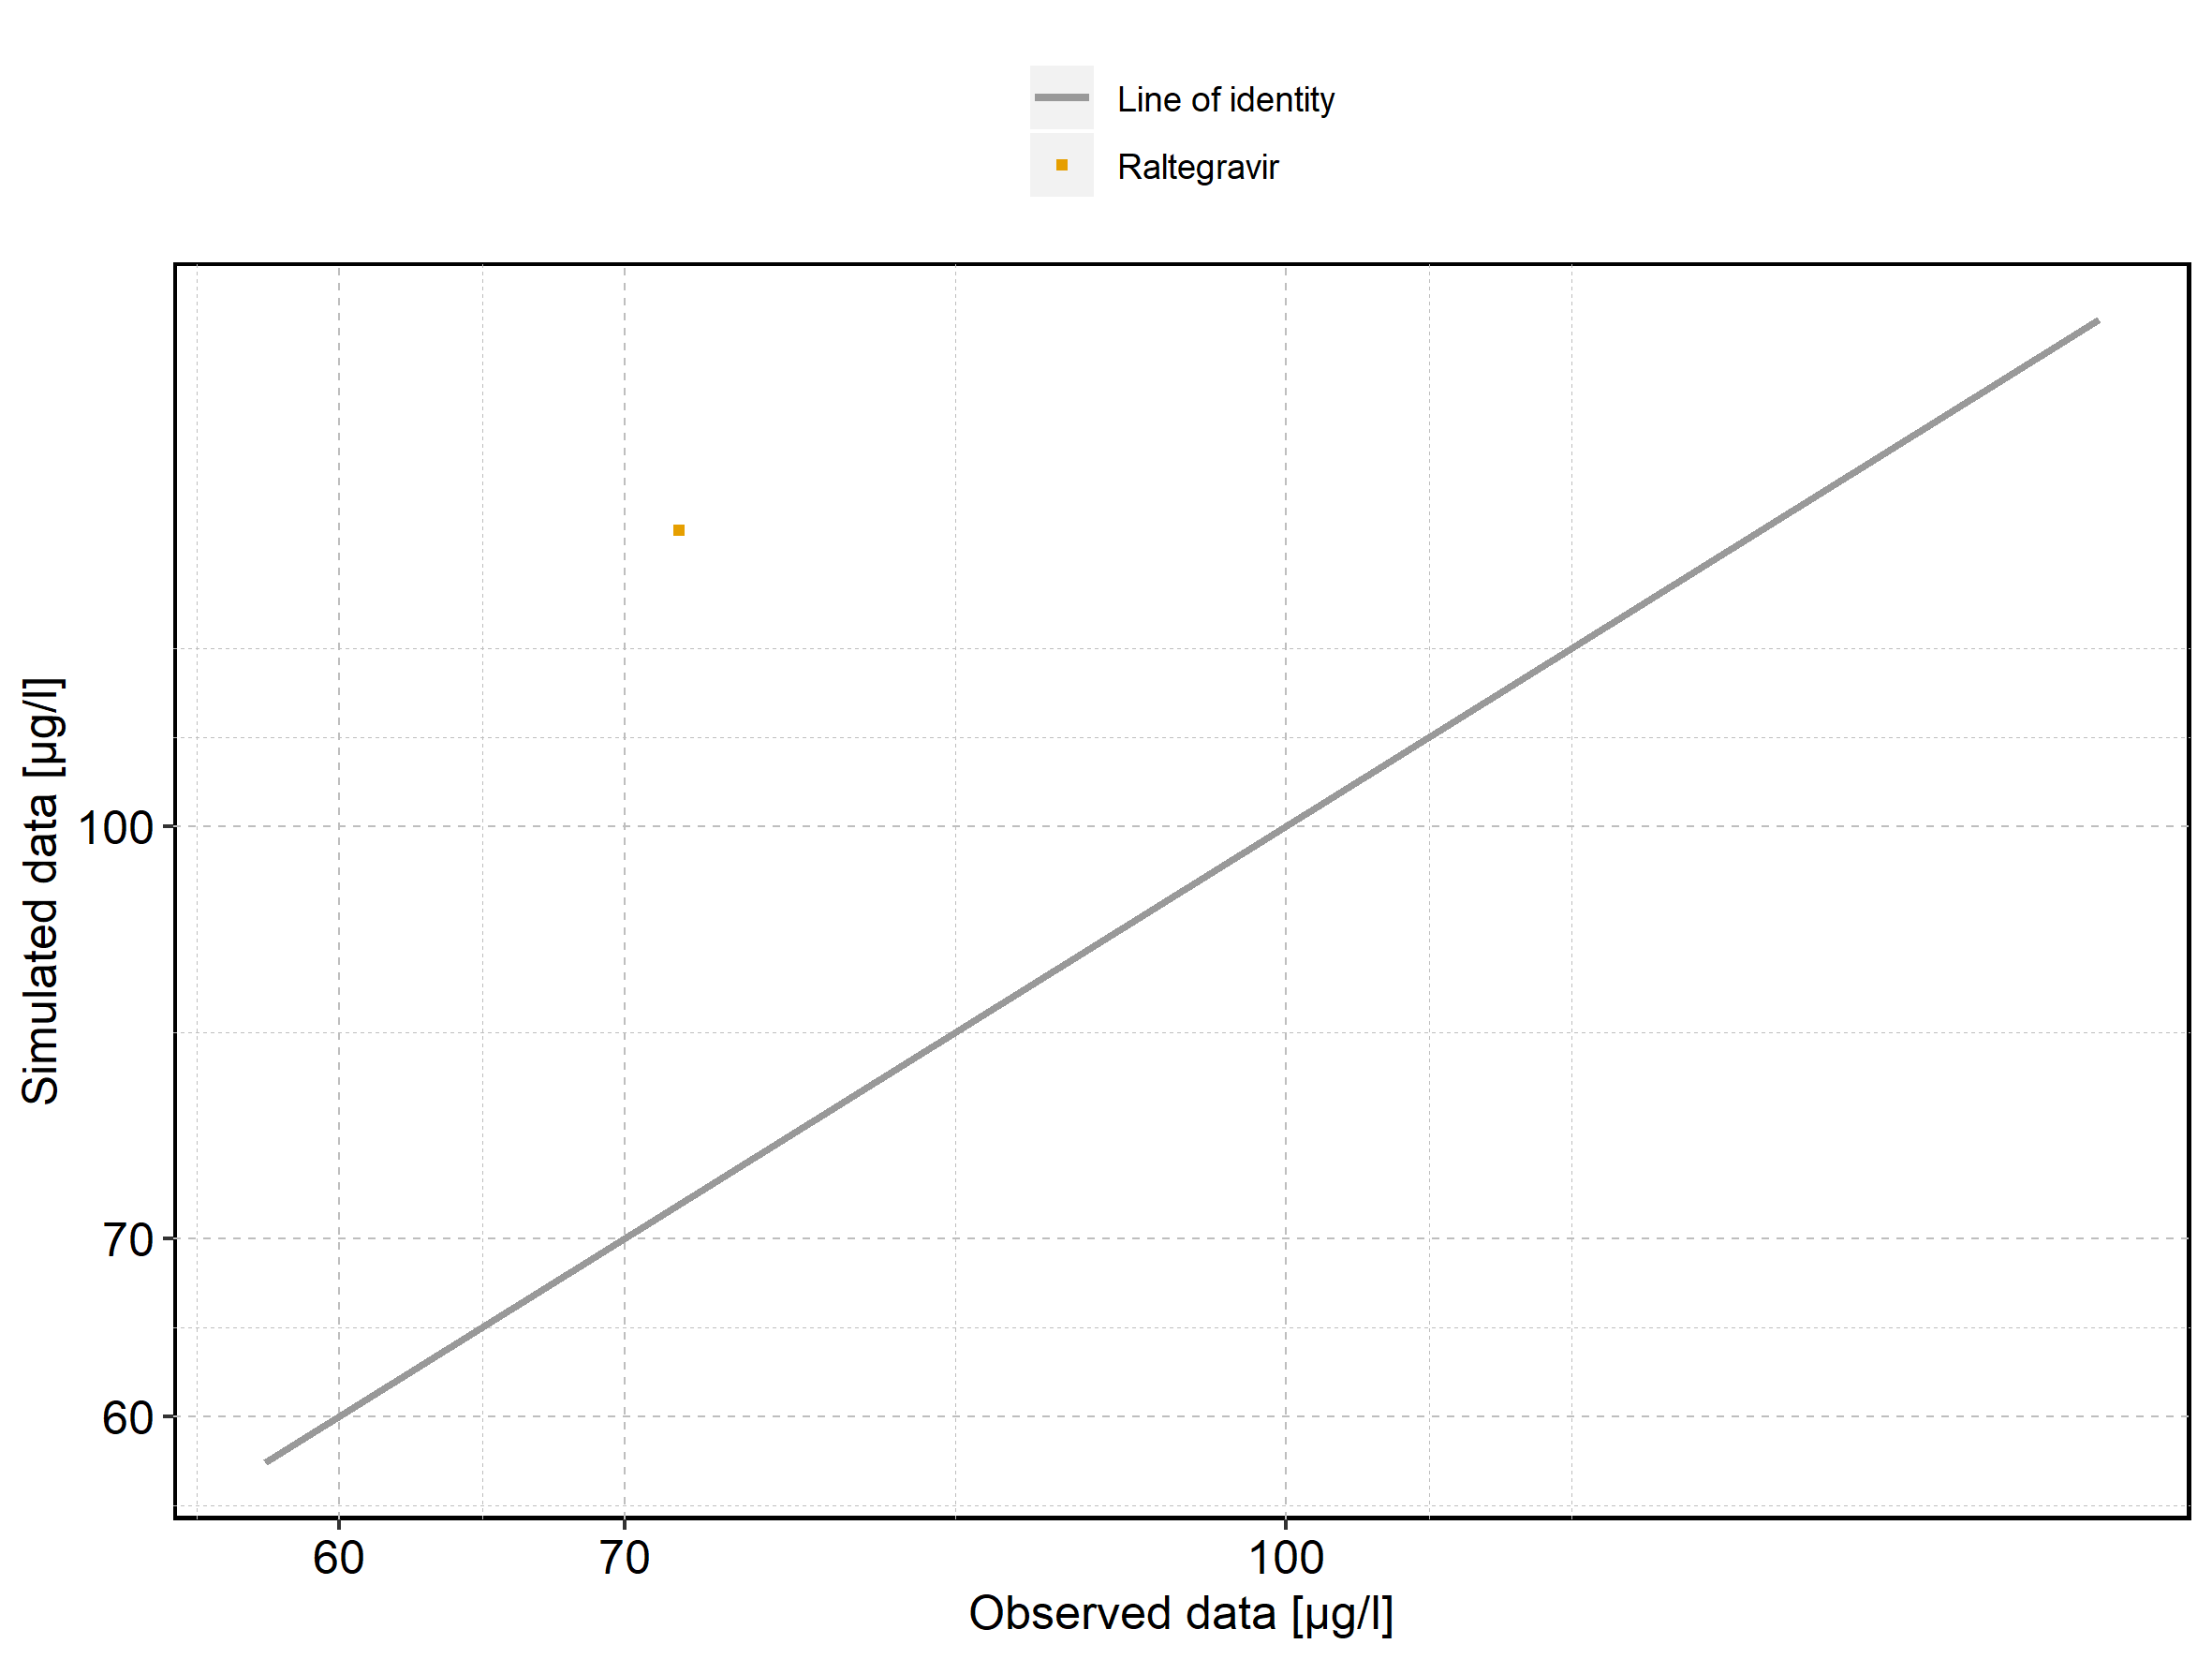 Line of identity
Raltegravir
Simulated data [µg/l]
100
70
60
60 70 100
Observed data [µg/l]